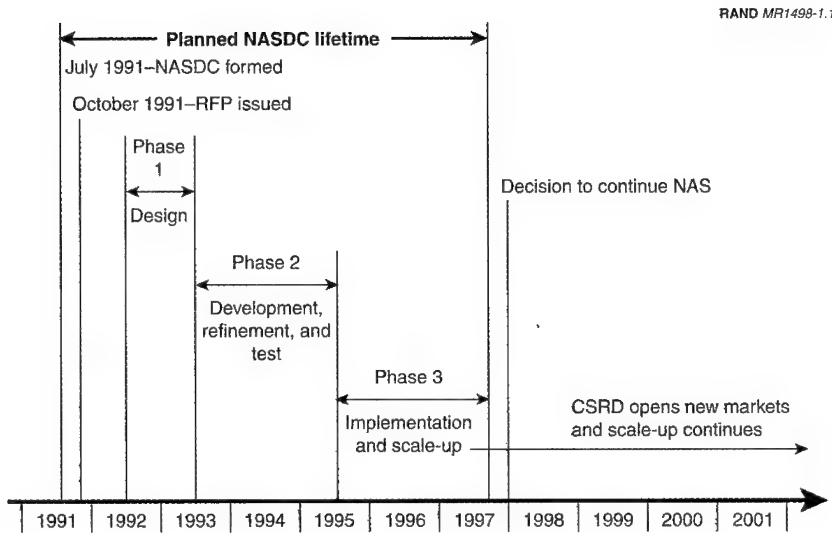 RAND MR1498-1.1
Planned NASDC lifetime
July 1991–NASDC formed
October 1991–RFP issued
Phase
1
Design
Decision to continue NAS
Phase 2
Development,
refinement, and
test
Phase 3
Implementation
and scale-up
CSRD opens new markets
and scale-up continues
1991 1992 1993 1994 1995 1996 1997 1998 1999 2000 2001